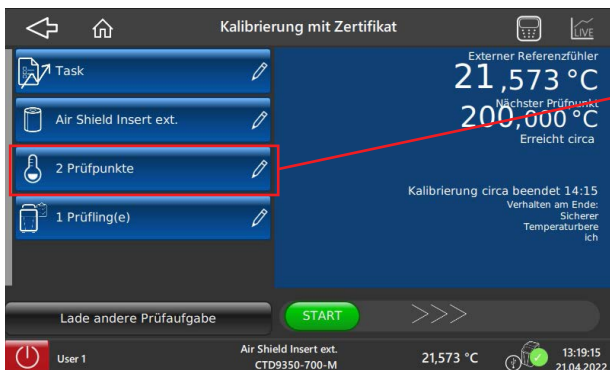 Kalibrierung mit Zertifikat
LIVE
Task
Air Shield Insert ext.
2 Prüfpunkte
1 Prüfling(e)
Lade andere Prüfaufgabe
Externer Referenzfühler
21,573 °C
Nächster Prüfpunkt
200,000 °C
Erreicht circa
Kalibrierung circa beendet 14:15
Verhalten am Ende:
Sicherer
Temperaturbere
ich
START
User 1
Air Shield Insert ext.
CTD9350-700-M
21,573 °C
13:19:15
21.04.2022